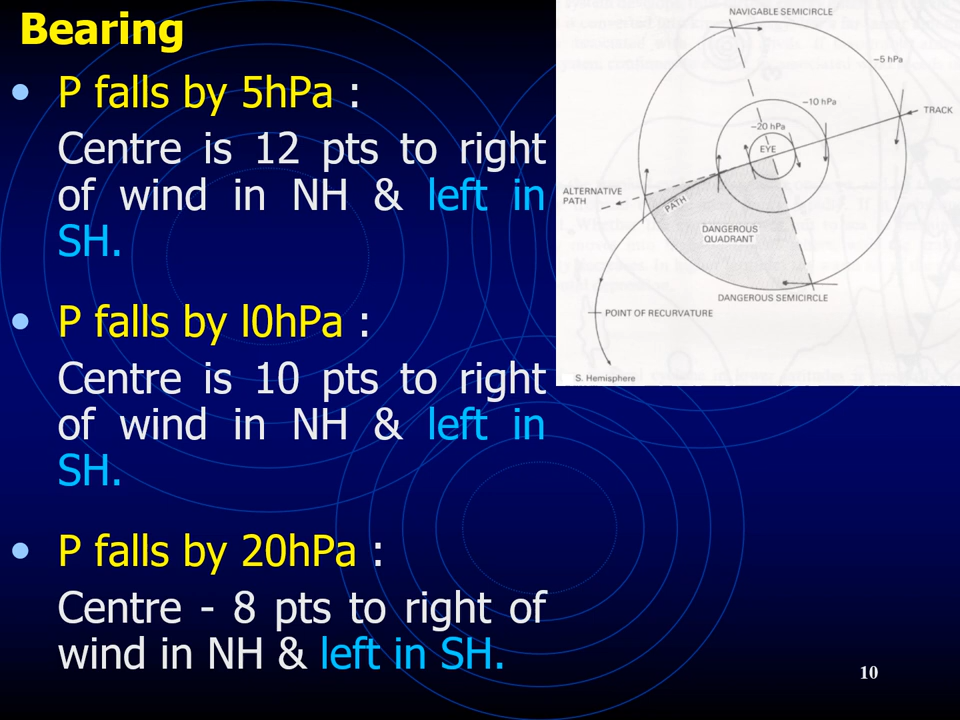 Bearing
• P falls by 5hPa :
Centre is 12 pts to right
of wind in NH & left in
SH.
• P falls by l0hPa :
Centre is 10 pts to right
of wind in NH & left in
SH.
• P falls by 20hPa :
Centre - 8 pts to right of
wind in NH & left in SH.
NAVIGABLE SEMICIRCLE
~5 hPa
~10 hPa
TRACK
~20 hPa
EYE
ALTERNATIVE
PATH
PATH
DANGEROUS
QUADRANT
DANGEROUS SEMICIRCLE
POINT OF RECURVATURE
S. Hemisphere
10